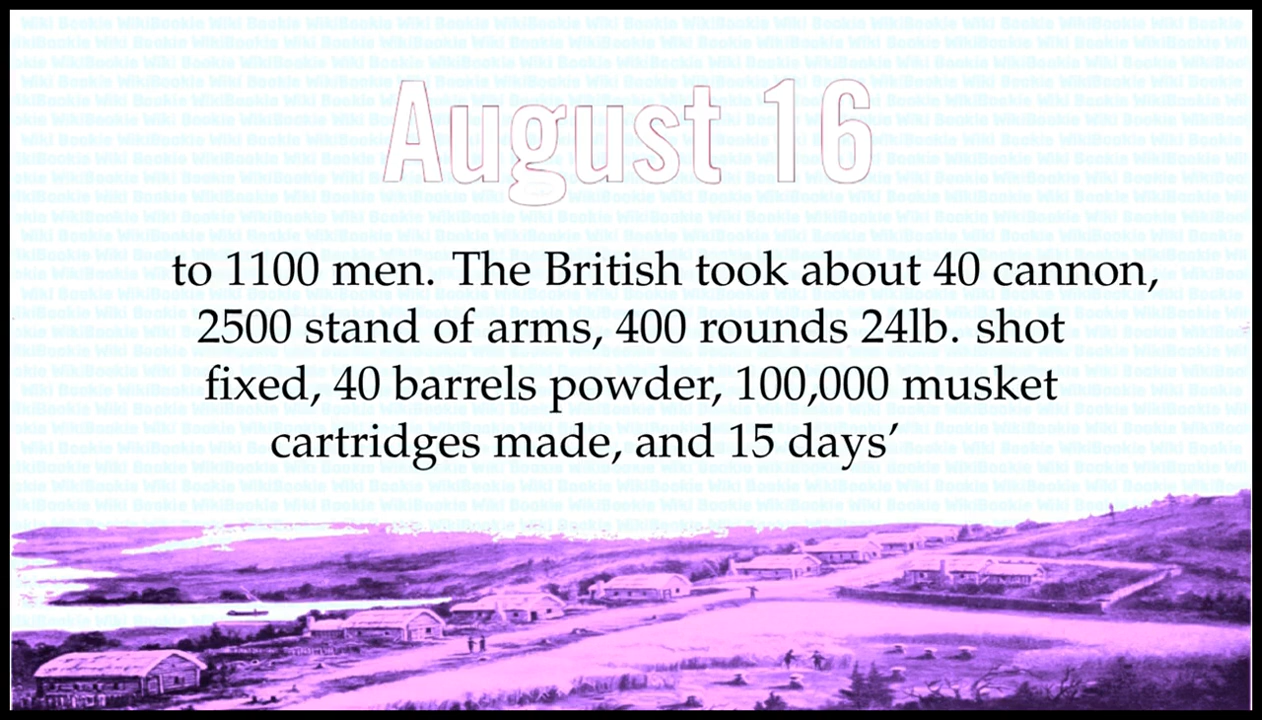 August 16
to 1100 men. The British took about 40 cannon,
2500 stand of arms, 400 rounds 24lb. shot
fixed, 40 barrels powder, 100,000 musket
cartridges made, and 15 days’